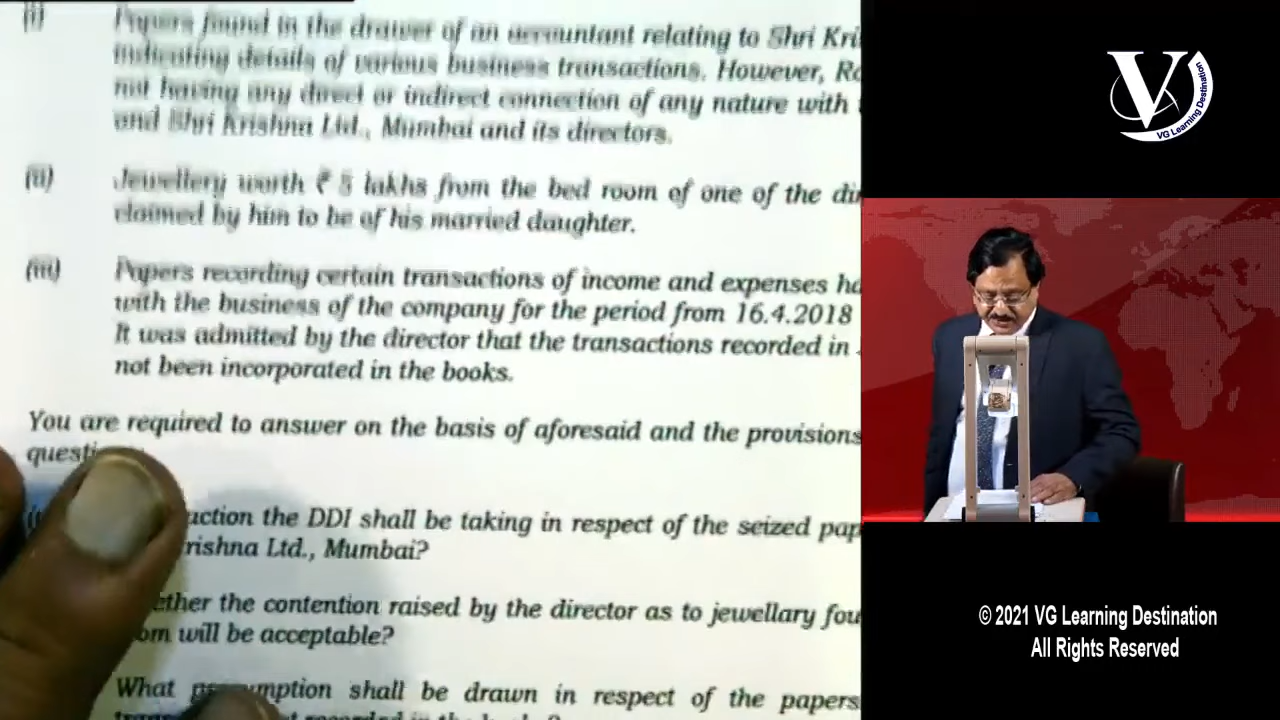 (i) Papers found in the drawer of an accountant relating to Shri Kri
indicating details of various business transactions. However, Ro
not having any direct or indirect connection of any nature with
and Shri Krishna Ltd., Mumbai and its directors.
(ii) Jewellery worth ₹ 5 lakhs from the bed room of one of the dir
claimed by him to be of his married daughter.
(iii) Papers recording certain transactions of income and expenses ha
with the business of the company for the period from 16.4.2018
It was admitted by the director that the transactions recorded in
not been incorporated in the books.
You are required to answer on the basis of aforesaid and the provisions
questi
action the DDI shall be taking in respect of the seized pap
rishna Ltd., Mumbai?
ether the contention raised by the director as to jewellary fou
om will be acceptable?
What shall be drawn in respect of the papers
V
VG Learning Destination
© 2021 VG Learning Destination
All Rights Reserved